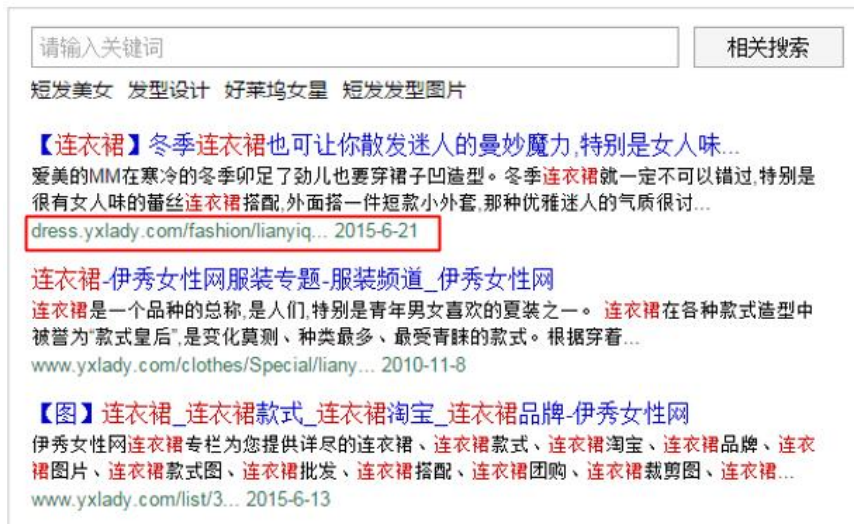 请输入关键词 相关搜索
短发美女 发型设计 好莱坞女星 短发发型图片
【连衣裙】冬季连衣裙也可让你散发迷人的曼妙魔力,特别是女人味...
爱美的MM在寒冷的冬季卯足了劲儿也要穿裙子凹造型。冬季连衣裙就一定不可以错过,特别是
很有女人味的蕾丝连衣裙搭配,外面搭一件短款小外套,那种优雅迷人的气质很讨...
dress.yxlady.com/fashion/lianyiq... 2015-6-21
连衣裙-伊秀女性网服装专题-服装频道_伊秀女性网
连衣裙是一个品种的总称,是人们,特别是青年男女喜欢的夏装之一。 连衣裙在各种款式造型中
被誉为“款式皇后”,是变化莫测、种类最多、最受青睐的款式。根据穿着...
www.yxlady.com/clothes/Special/liany... 2010-11-8
【图】连衣裙_连衣裙款式_连衣裙淘宝_连衣裙品牌-伊秀女性网
伊秀女性网连衣裙专栏为您提供详尽的连衣裙、连衣裙款式、连衣裙淘宝、连衣裙品牌、连衣
裙图片、连衣裙款式图、连衣裙批发、连衣裙搭配、连衣裙团购、连衣裙裁剪图、连衣裙...
www.yxlady.com/list/3... 2015-6-13